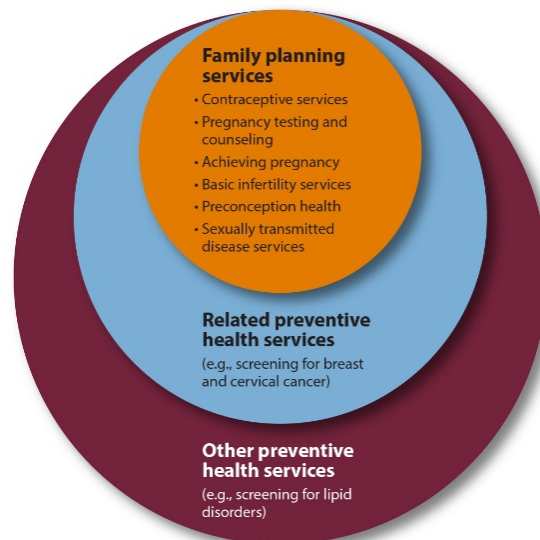 Family planning
services
• Contraceptive services
• Pregnancy testing and
counseling
• Achieving pregnancy
• Basic infertility services
• Preconception health
• Sexually transmitted
disease services
Related preventive
health services
(e.g., screening for breast
and cervical cancer)
Other preventive
health services
(e.g., screening for lipid
disorders)